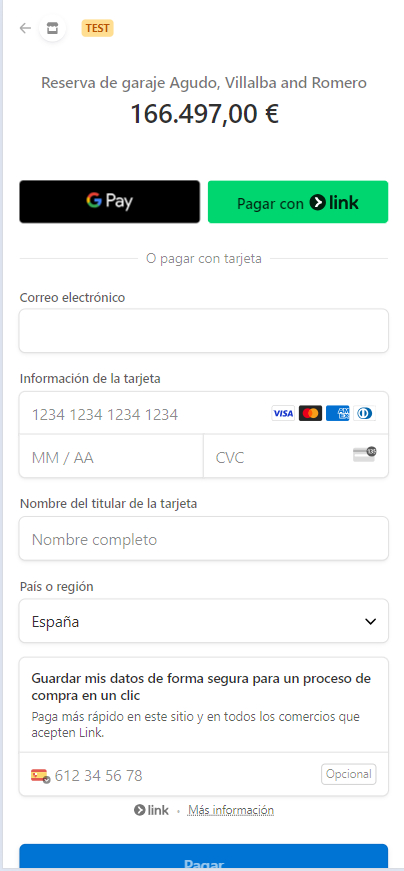 TEST
Reserva de garaje Agudo, Villalba and Romero
166.497,00 €
G Pay
Pagar con link
O pagar con tarjeta
Correo electrónico
Información de la tarjeta
1234 1234 1234 1234 VISA
MM / AA CVC 135
Nombre del titular de la tarjeta
Nombre completo
País o región
España
Guardar mis datos de forma segura para un proceso de
compra en un clic
Paga más rápido en este sitio y en todos los comercios que
acepten Link.
612 34 56 78 Opcional
link · Más información
Pagar